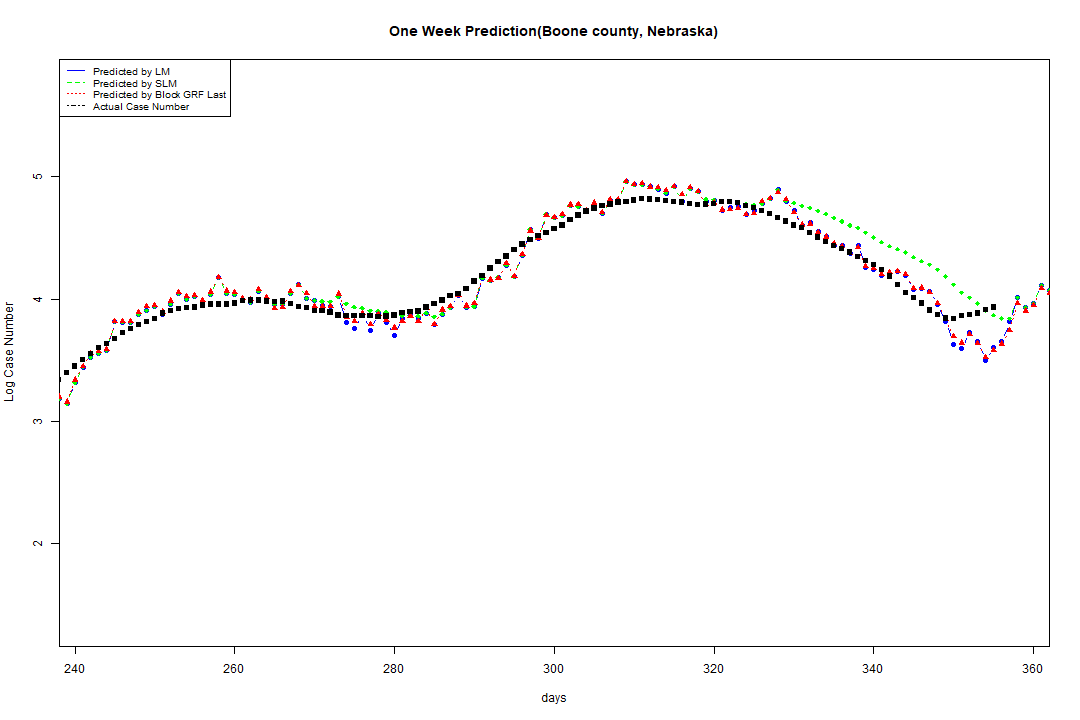 One Week Prediction(Boone county, Nebraska)
Predicted by LM
Predicted by SLM
Predicted by Block GRF Last
Actual Case Number
5
4
3
2
Log Case Number
240 260 280 300 320 340 360
days